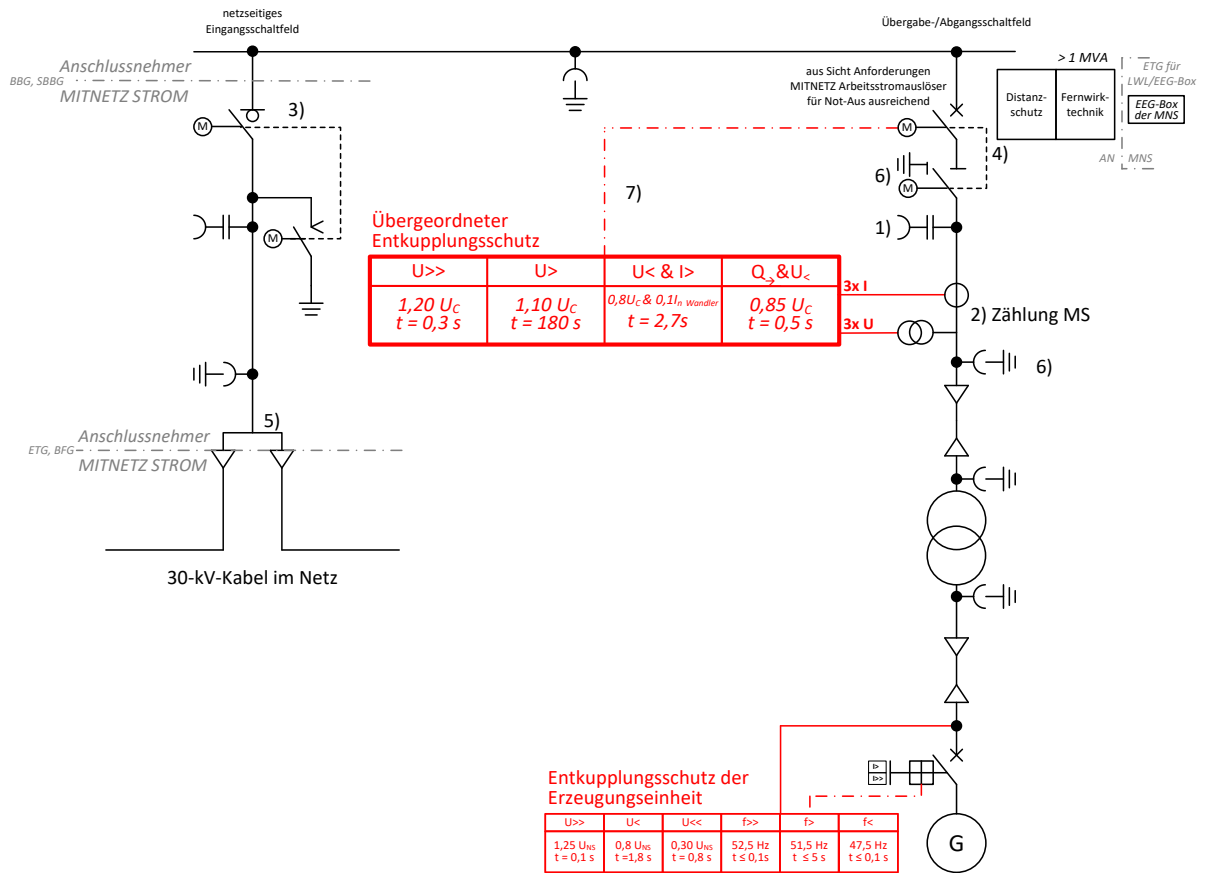 netzseitiges
Eingangsschaltfeld
Übergabe-/Abgangsschaltfeld
Anschlussnehmer
BBG, SBBG
MITNETZ STROM
M
3)
M
aus Sicht Anforderungen
MITNETZ Arbeitsstromauslöser
für Not-Aus ausreichend
M
4)
6)
M
1)
> 1 MVA
Distanz-
schutz
Fernwirk-
technik
ETG für
LWL/EEG-Box
EEG-Box
der MNS
AN
MNS
7)
Übergeordneter
Entkupplungsschutz
U>>
U>
U< & I>
Q→&U<
1,20 UC
t = 0,3 s
1,10 UC
t = 180 s
0,8UC & 0,1In Wandler
t = 2,7s
0,85 UC
t = 0,5 s
3x I
3x U
2) Zählung MS
6)
5)
Anschlussnehmer
ETG, BFG
MITNETZ STROM
30-kV-Kabel im Netz
I>
I>>
Entkupplungsschutz der
Erzeugungseinheit
U>>
U<
U<<
f>>
f>
f<
1,25 UNS
t = 0,1 s
0,8 UNS
t =1,8 s
0,30 UNS
t = 0,8 s
52,5 Hz
t ≤ 0,1s
51,5 Hz
t ≤ 5 s
47,5 Hz
t ≤ 0,1 s
G